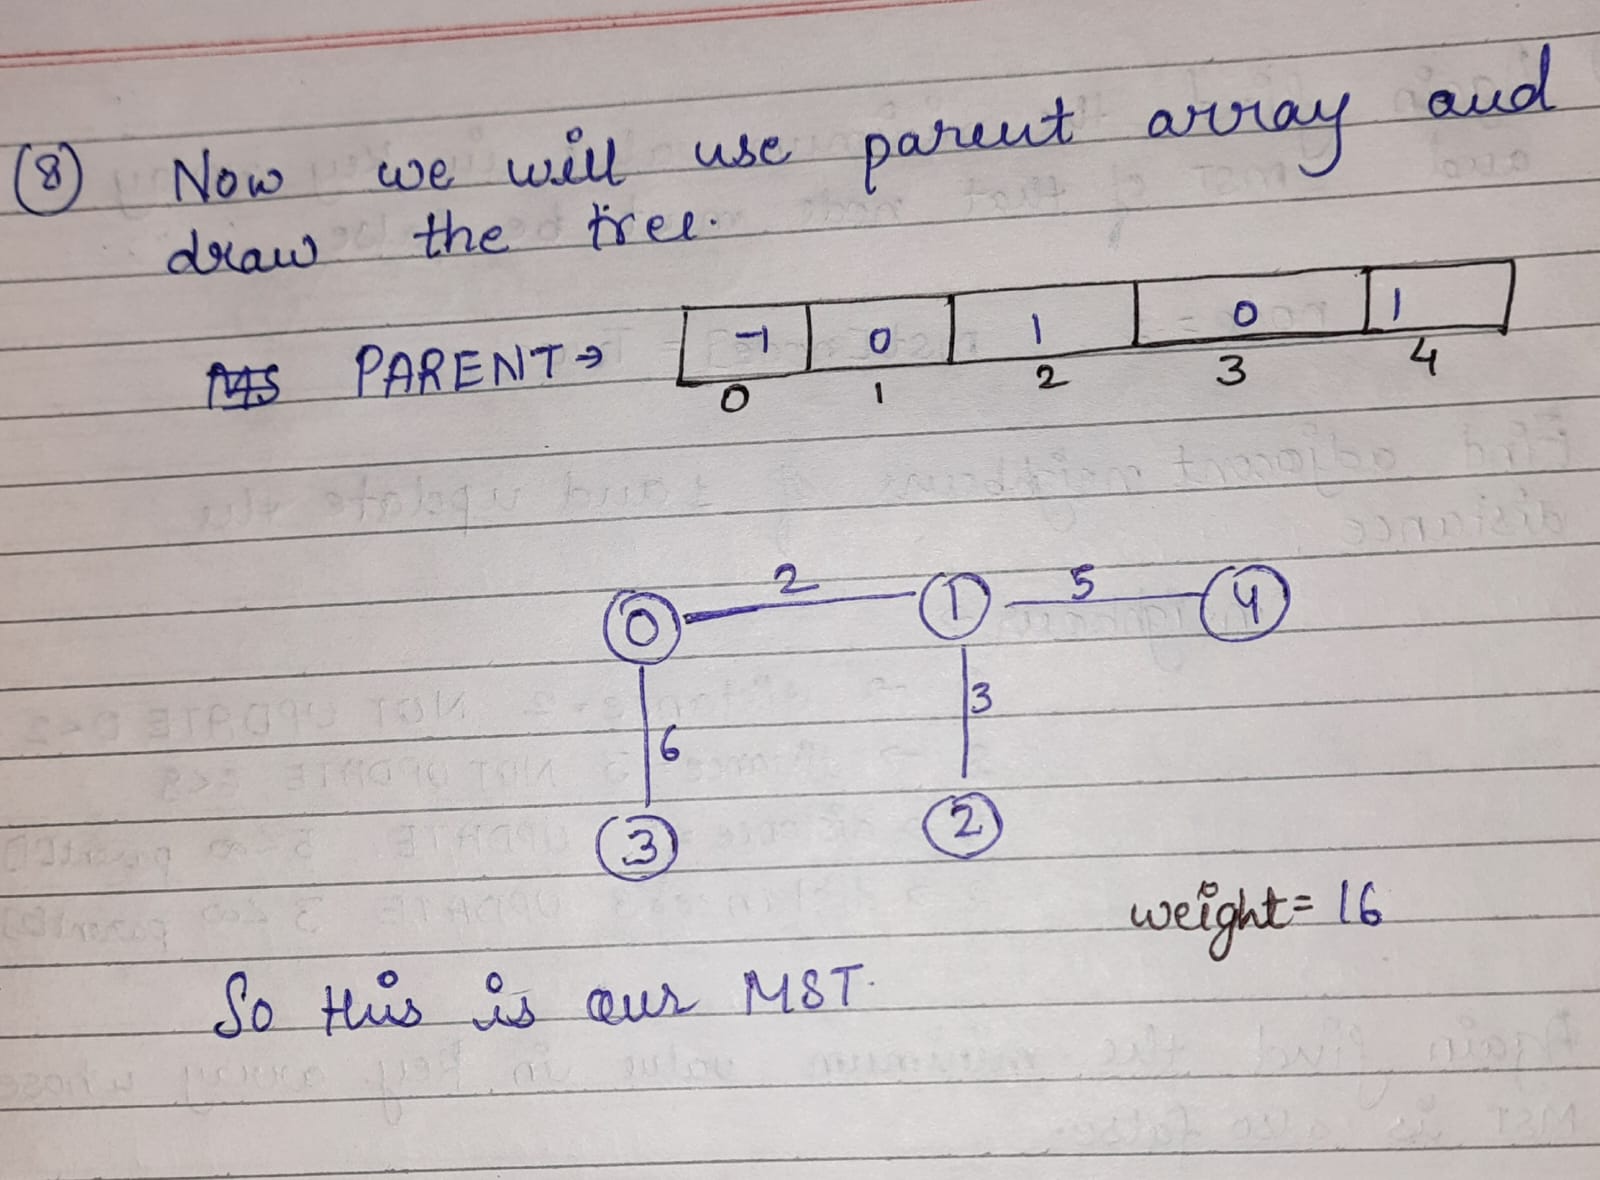 (8) Now we will use parent array and
draw the tree.
PARENT→ -1 0 1 0 1
0 1 2 3 4
0 2 1 5 4
6 3
3 2
weight = 16
So this is our MST.